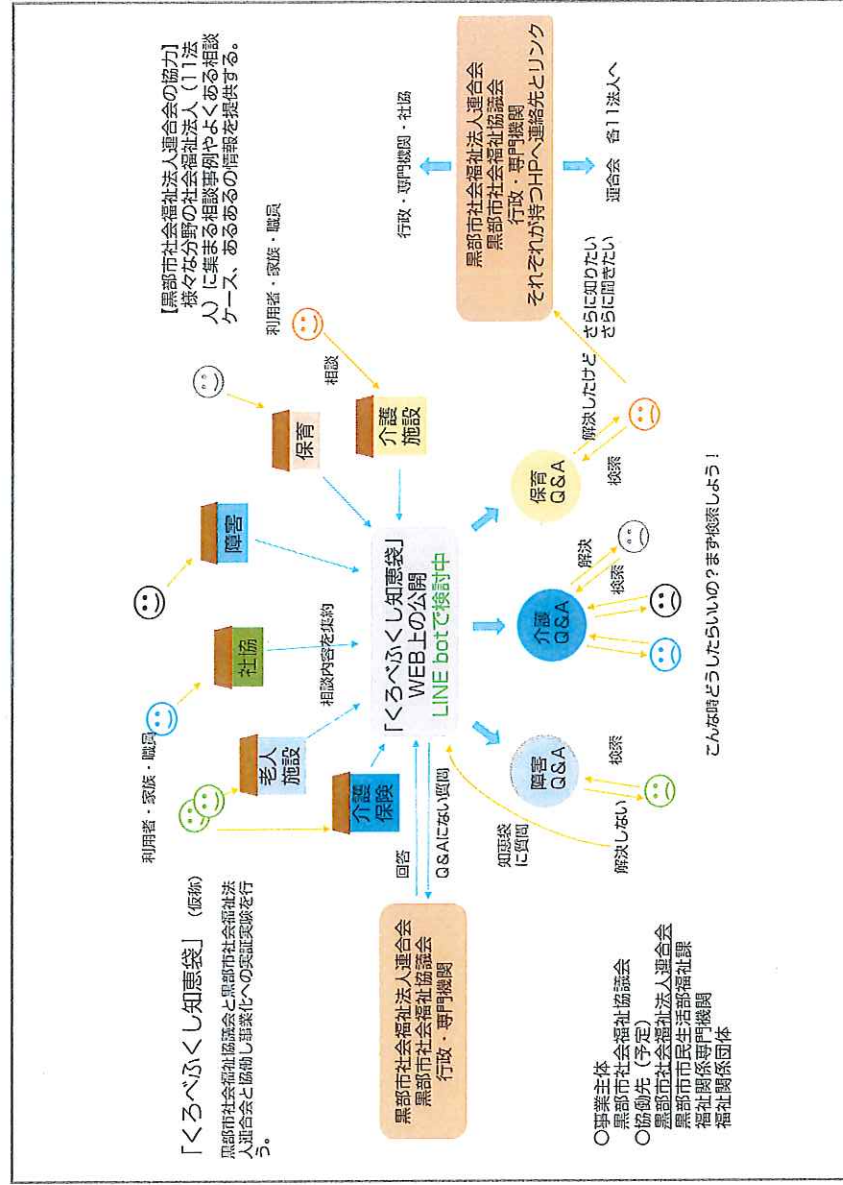 「くろべふくし知恵袋」(仮称)
黒部市社会福祉協議会と黒部市社会福祉法
人連合会と協働し事業化への実証実験を行
う。
【黒部市社会福祉法人連合会の協力】
様々な分野の社会福祉法人(11法
人)に集まる相談事例やよくある相談
ケース、あるあるの情報を提供する。
利用者・家族・職員
利用者・家族・職員
相談
介護
保険
老人
施設
社協
障害
保育
介護
施設
相談内容を集約
「くろべふくし知恵袋」
WEB上の公開
LINE botで検討中
回答
Q&Aにない質問
黒部市社会福祉法人連合会
黒部市社会福祉協議会
行政・専門機関
知恵袋
に質問
解決しない
検索
障害
Q&A
介護
Q&A
保育
Q&A
検索
解決
検索
解決したけど
さらに知りたい
さらに聞きたい
こんな時どうしたらいいの?まず検索しよう!
行政・専門機関・社協
黒部市社会福祉法人連合会
黒部市社会福祉協議会
行政・専門機関
それぞれが持つHPへ連絡先とリンク
連合会 各11法人へ
○事業主体
黒部市社会福祉協議会
○協働先(予定)
黒部市社会福祉法人連合会
黒部市市民生活部福祉課
福祉関係専門機関
福祉関係団体